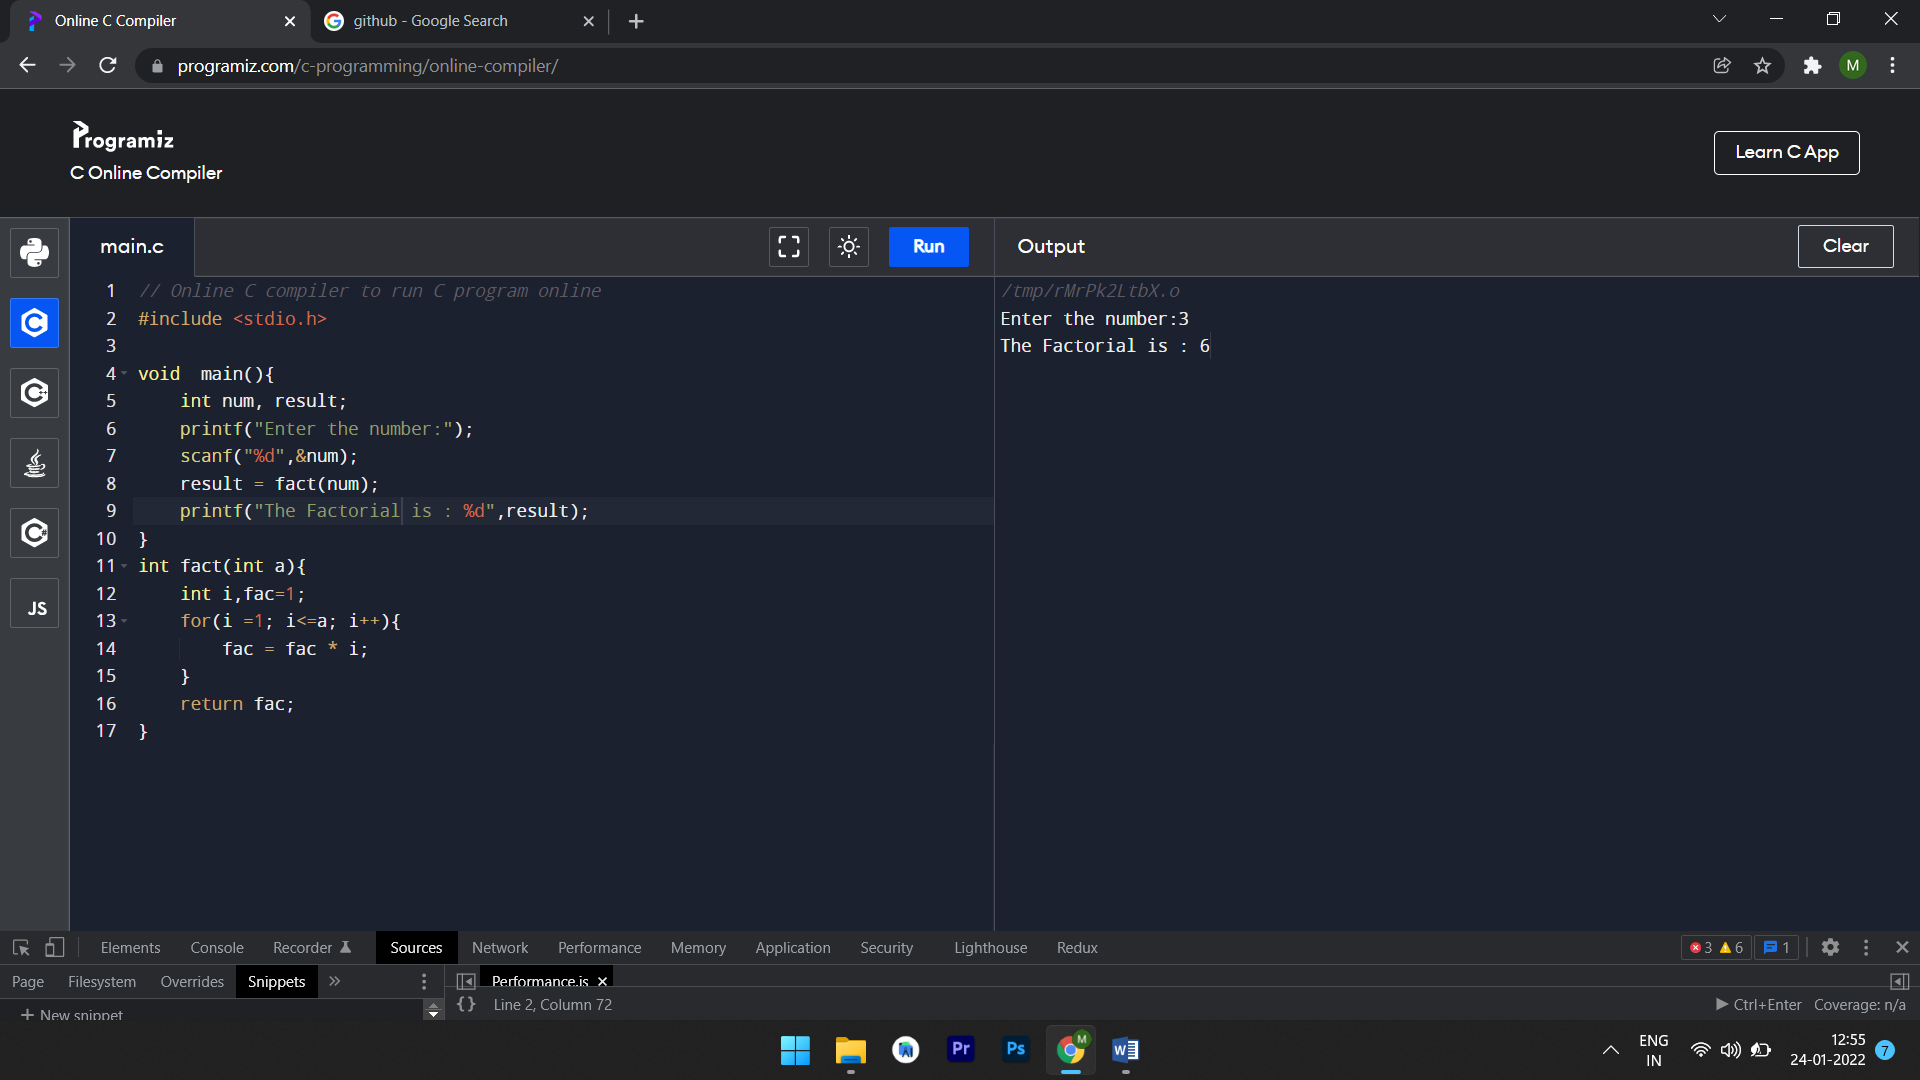 Online C Compiler
github - Google Search
programiz.com/c-programming/online-compiler/
M
Programiz
C Online Compiler
Learn C App
main.c
Run
Output
Clear
JS
1 // Online C compiler to run C program online
2 #include <stdio.h>
3
4 void  main(){
5     int num, result;
6     printf("Enter the number:");
7     scanf("%d",&num);
8     result = fact(num);
9     printf("The Factorial is : %d",result);
10 }
11 int fact(int a){
12     int i,fac=1;
13     for(i =1; i<=a; i++){
14         fac = fac * i;
15     }
16     return fac;
17 }
/tmp/rMrPk2LtbX.o
Enter the number:3
The Factorial is : 6
Elements Console Recorder Sources Network Performance Memory Application Security Lighthouse Redux 3 6 1
Page Filesystem Overrides Snippets » Performance.js
{} Line 2, Column 72 Ctrl+Enter Coverage: n/a
+ New snippet
Ai Pr Ps M W
ENG
IN
12:55
24-01-2022
7